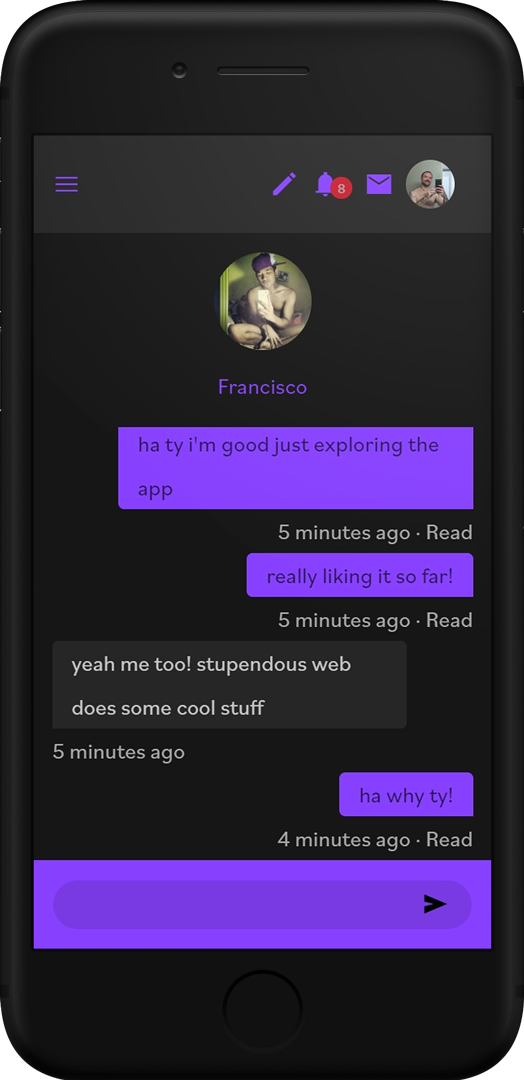 8
Francisco
ha ty i'm good just exploring the
app
5 minutes ago · Read
really liking it so far!
5 minutes ago · Read
yeah me too! stupendous web
does some cool stuff
5 minutes ago
ha why ty!
4 minutes ago · Read